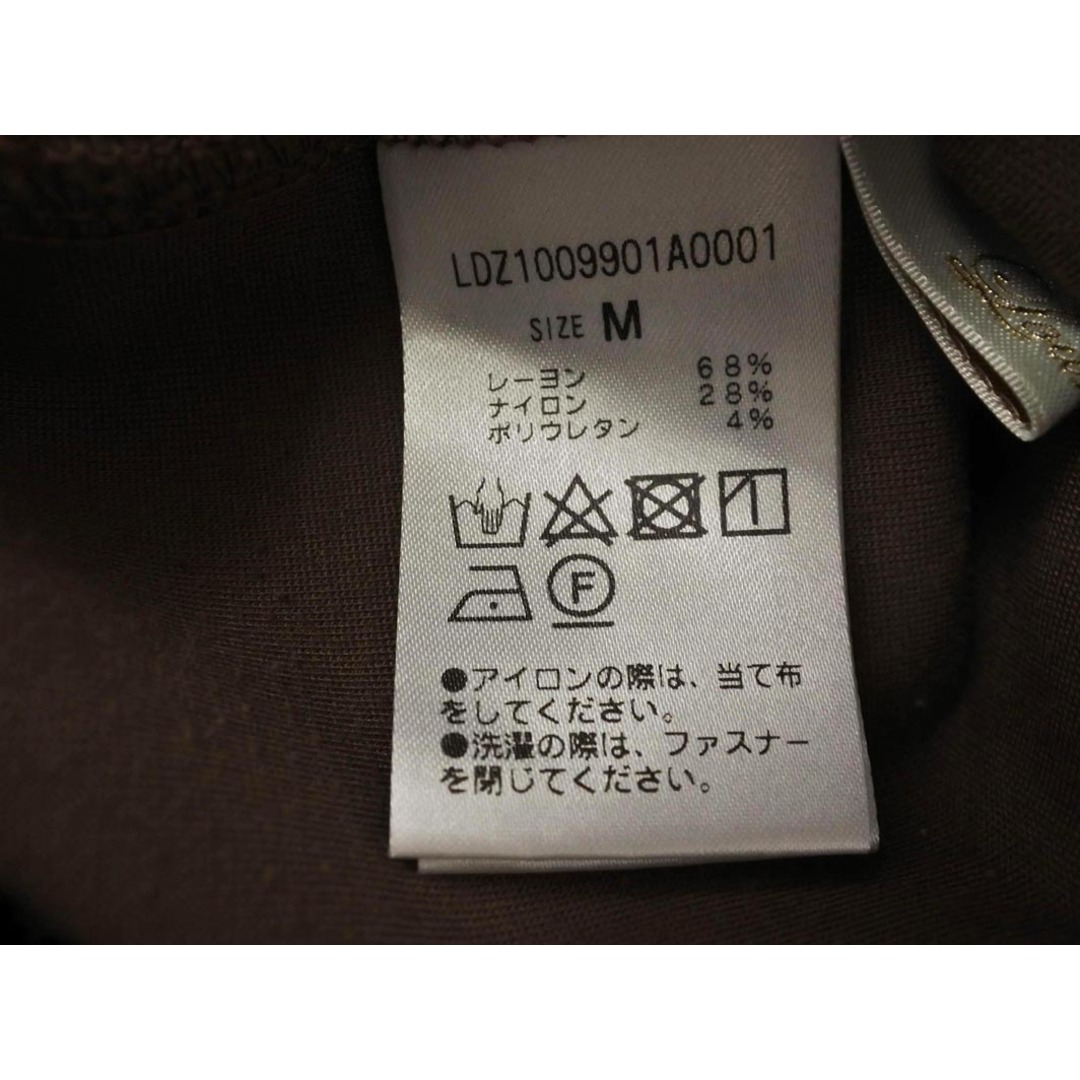 LDZ1009901A0001
SIZE M
レーヨン 68%
ナイロン 28%
ポリウレタン 4%
F
●アイロンの際は、当て布
をしてください。
●洗濯の際は、ファスナー
を閉じてください。